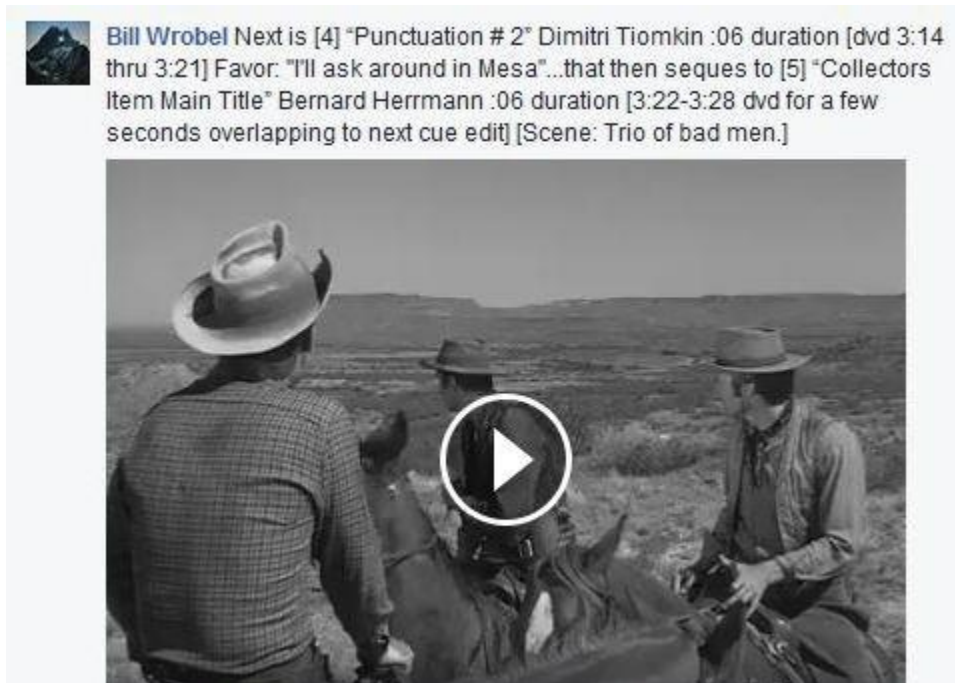 Bill Wrobel Next is [4] “Punctuation # 2” Dimitri Tiomkin :06 duration [dvd 3:14
thru 3:21] Favor: "I'll ask around in Mesa"...that then seques to [5] “Collectors
Item Main Title” Bernard Herrmann :06 duration [3:22-3:28 dvd for a few
seconds overlapping to next cue edit] [Scene: Trio of bad men.]